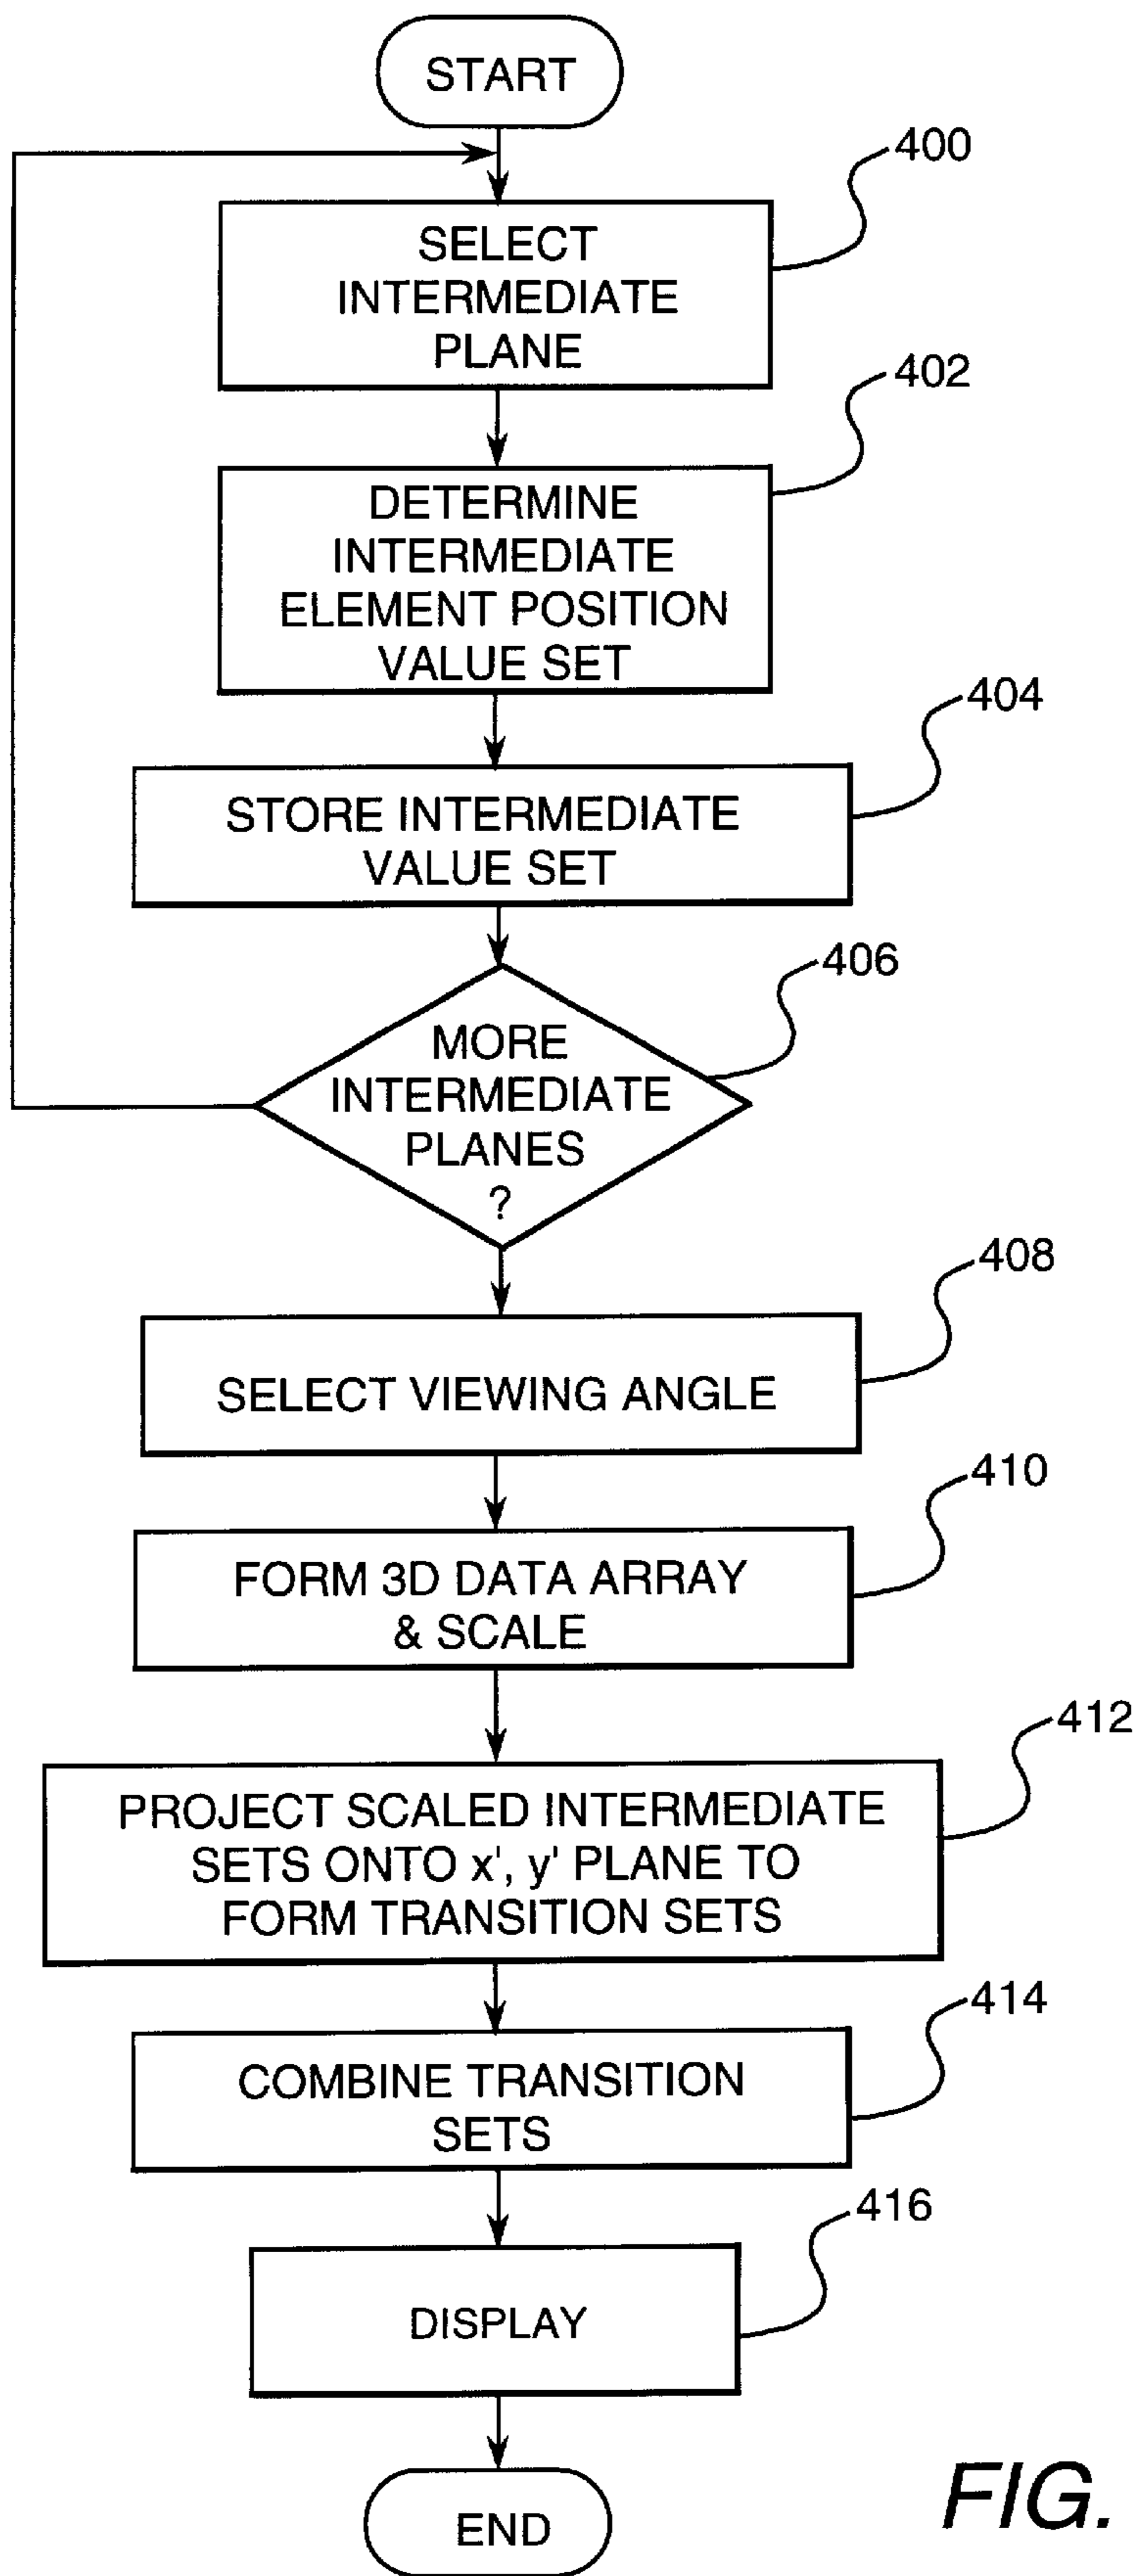 START
400
SELECT
INTERMEDIATE
PLANE
402
DETERMINE
INTERMEDIATE
ELEMENT POSITION
VALUE SET
404
STORE INTERMEDIATE
VALUE SET
406
MORE
INTERMEDIATE
PLANES
?
408
SELECT VIEWING ANGLE
410
FORM 3D DATA ARRAY
& SCALE
412
PROJECT SCALED INTERMEDIATE
SETS ONTO x', y' PLANE TO
FORM TRANSITION SETS
414
COMBINE TRANSITION
SETS
416
DISPLAY
END
FIG.